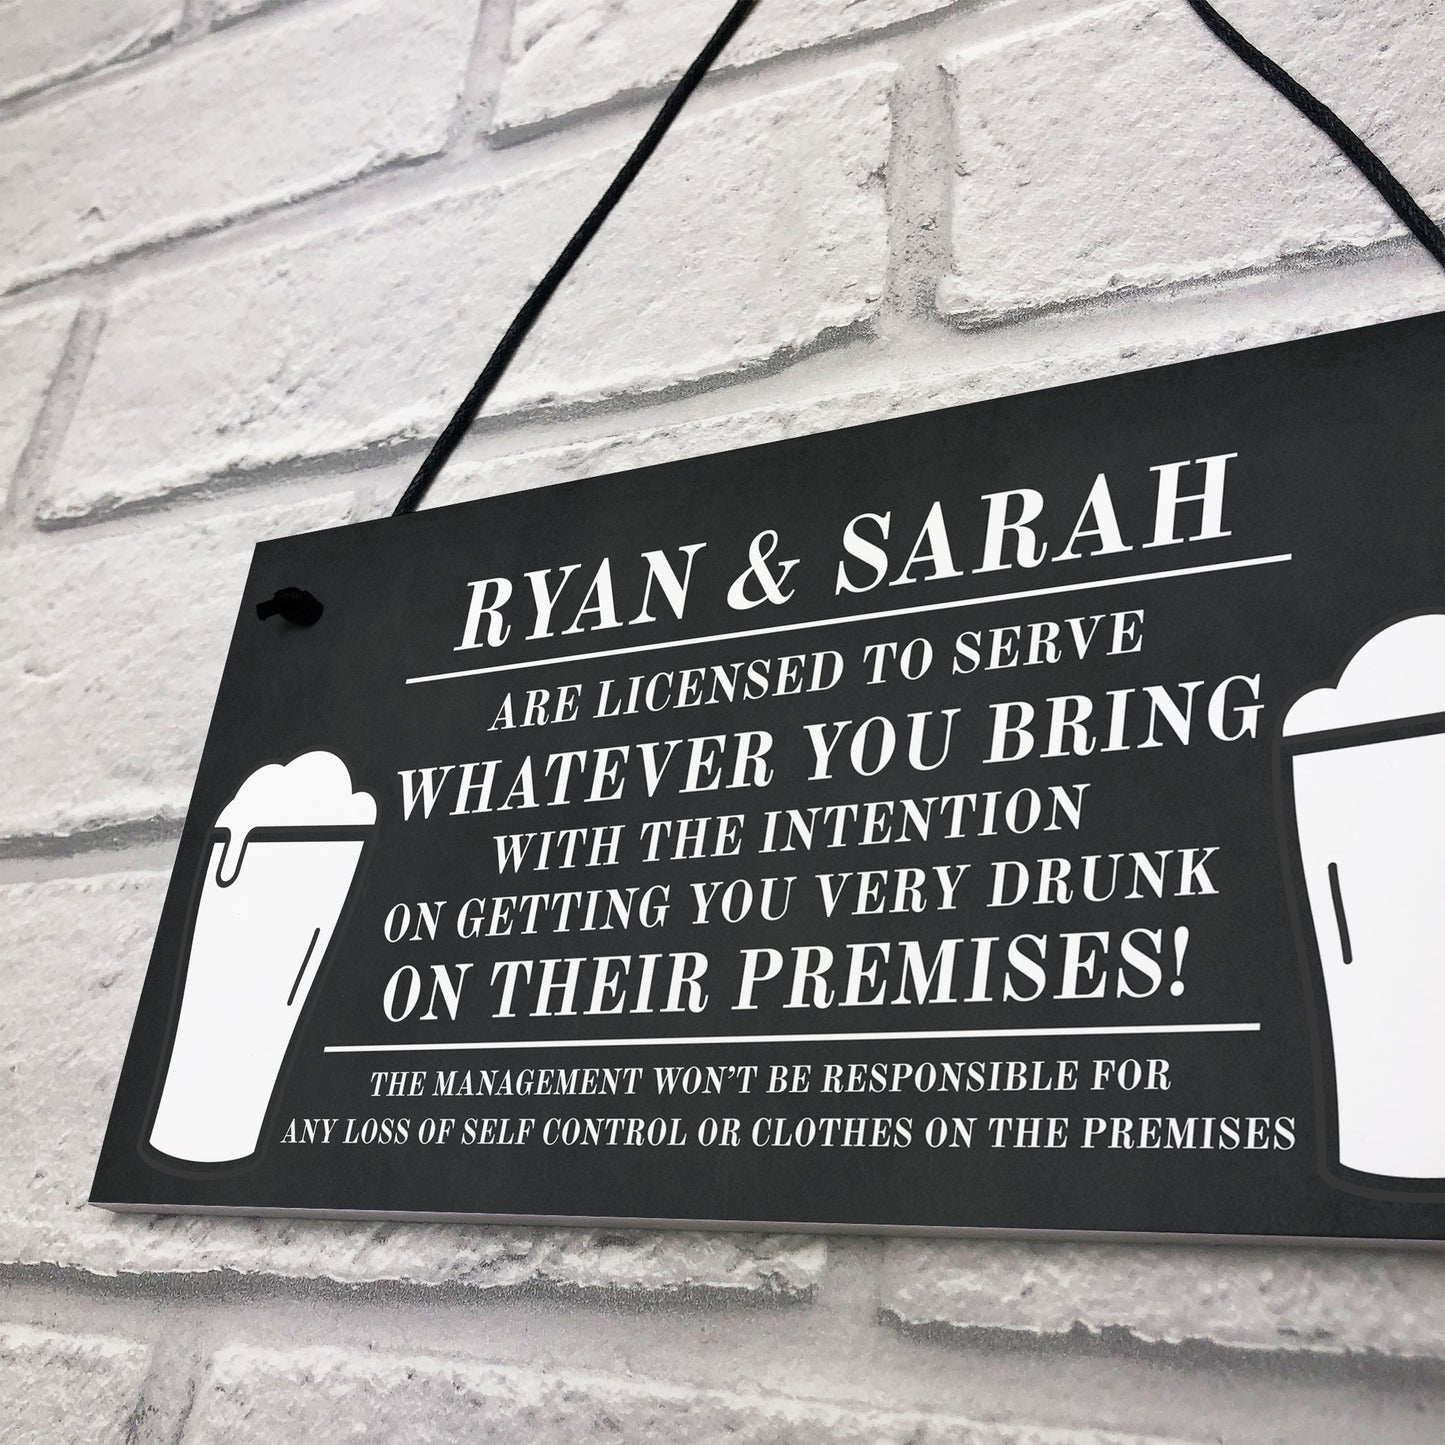 RYAN & SARAH
ARE LICENSED TO SERVE
WHATEVER YOU BRING
WITH THE INTENTION
ON GETTING YOU VERY DRUNK
ON THEIR PREMISES!
THE MANAGEMENT WON'T BE RESPONSIBLE FOR
ANY LOSS OF SELF CONTROL OR CLOTHES ON THE PREMISES